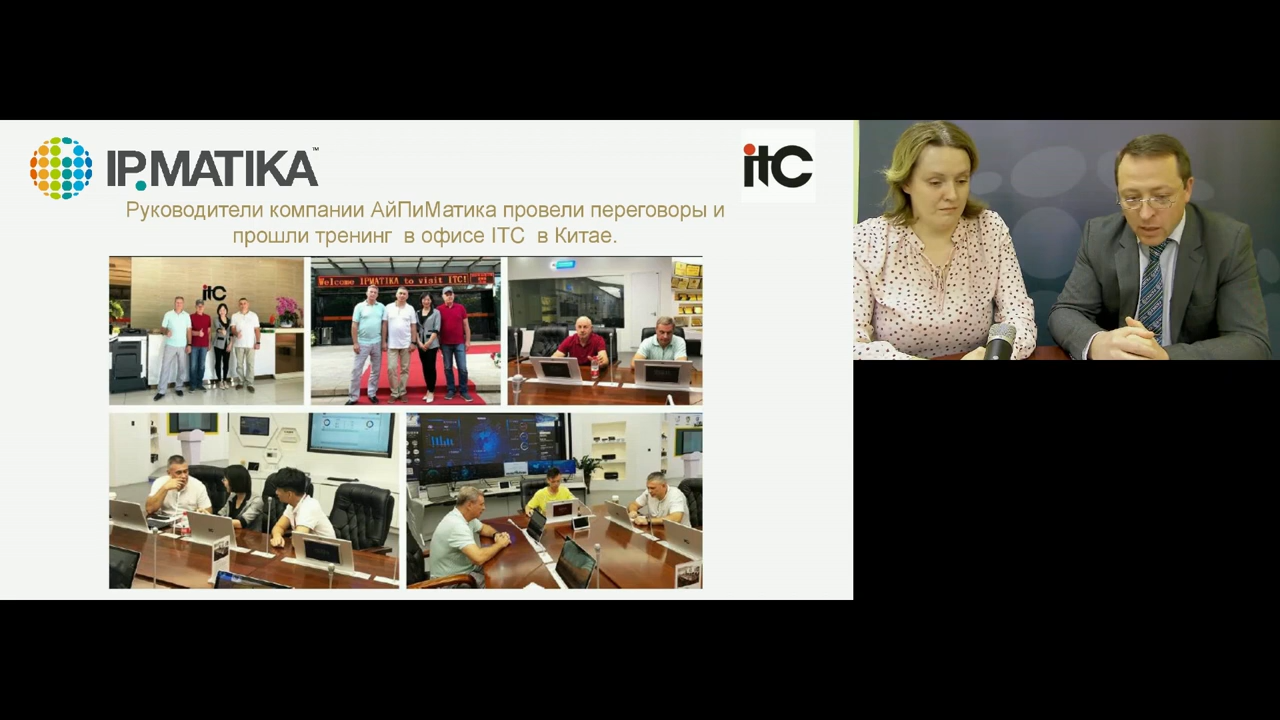 IP.MATIKA™
itC
Руководители компании АйПиМатика провели переговоры и
прошли тренинг в офисе ITC в Китае.
itC
Welcome IPMATIKA to visit ITC!